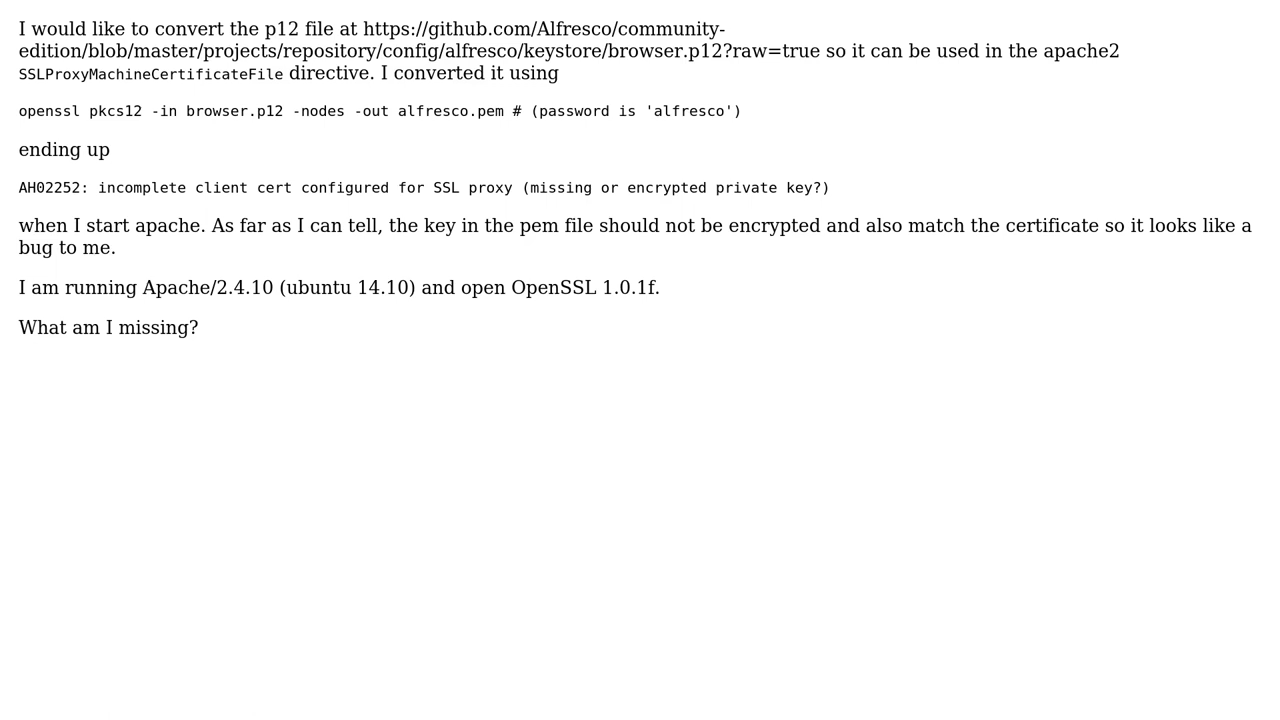 I would like to convert the p12 file at https://github.com/Alfresco/community-
edition/blob/master/projects/repository/config/alfresco/keystore/browser.p12?raw=true so it can be used in the apache2
SSLProxyMachineCertificateFile directive. I converted it using
openssl pkcs12 -in browser.p12 -nodes -out alfresco.pem # (password is 'alfresco')
ending up
AH02252: incomplete client cert configured for SSL proxy (missing or encrypted private key?)
when I start apache. As far as I can tell, the key in the pem file should not be encrypted and also match the certificate so it looks like a
bug to me.
I am running Apache/2.4.10 (ubuntu 14.10) and open OpenSSL 1.0.1f.
What am I missing?